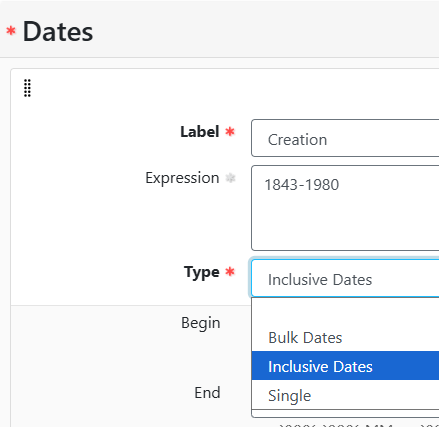 * Dates
Label *
Creation
Expression *
1843-1980
Type *
Inclusive Dates
Begin
Bulk Dates
Inclusive Dates
End
Single